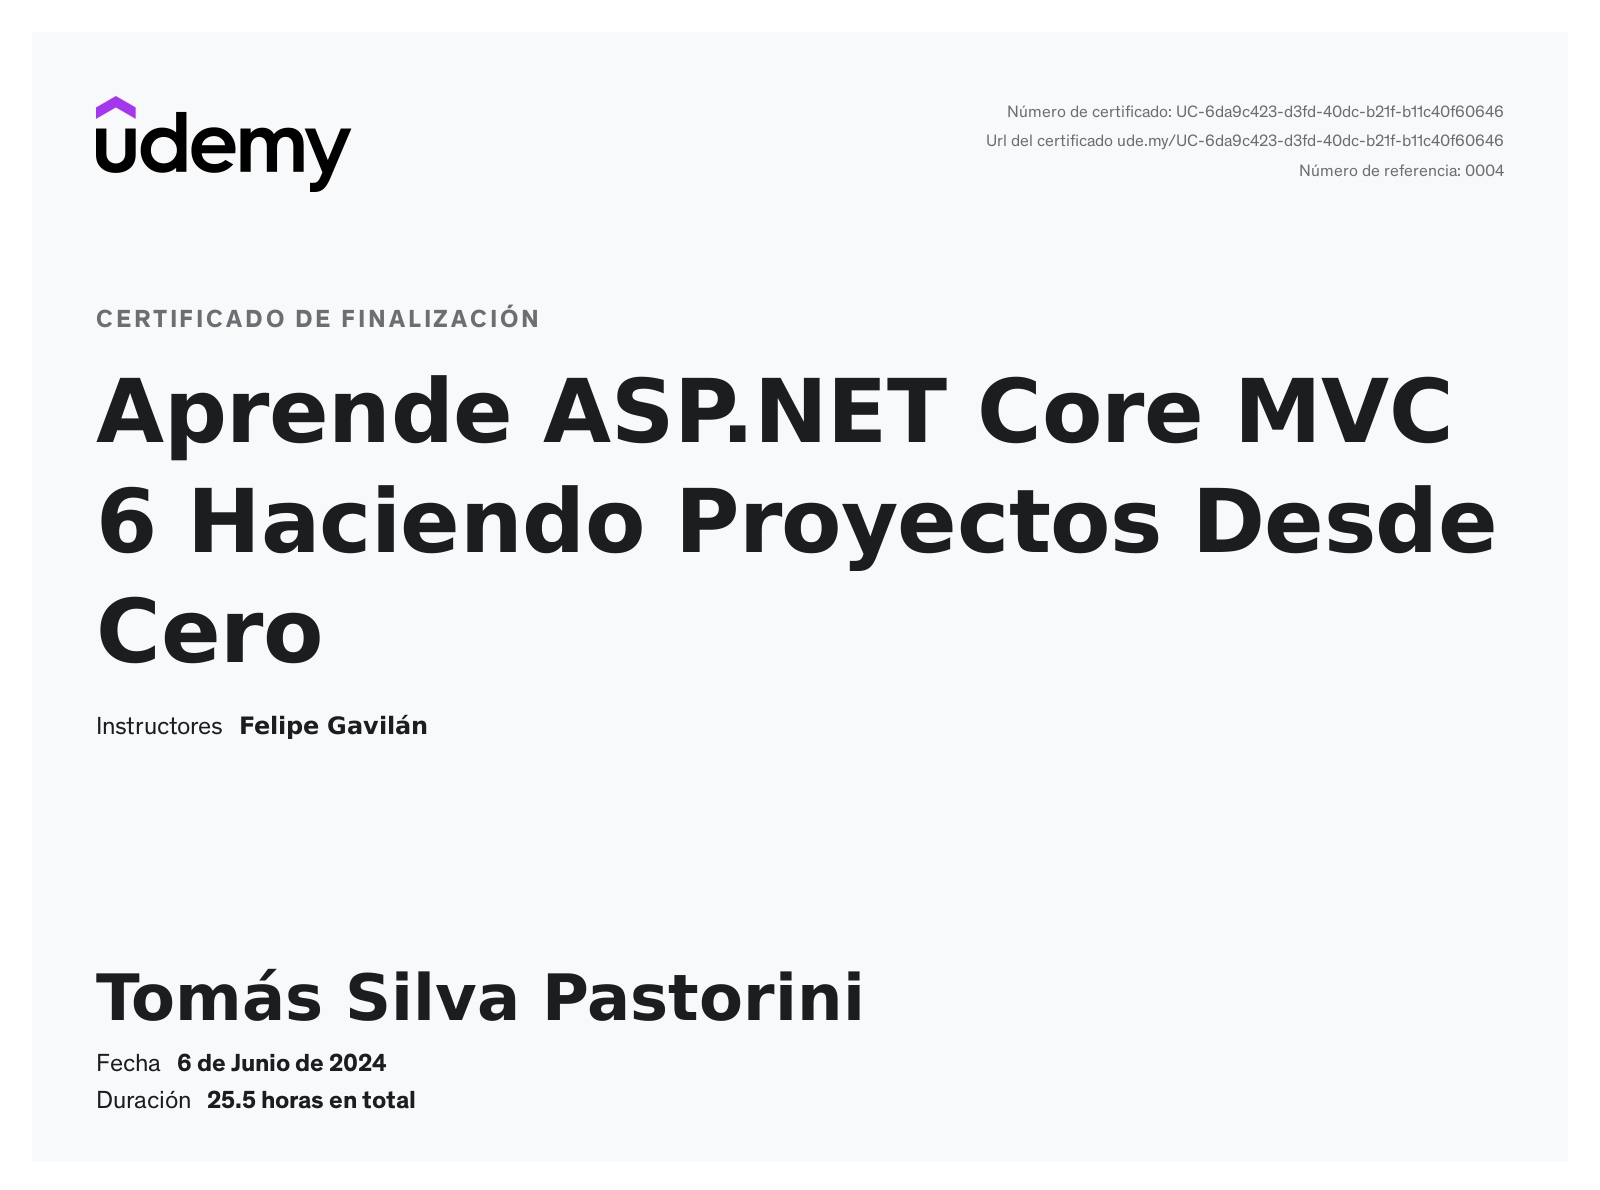 udemy
Número de certificado: UC-6da9c423-d3fd-40dc-b21f-b11c40f60646
Url del certificado ude.my/UC-6da9c423-d3fd-40dc-b21f-b11c40f60646
Número de referencia: 0004
CERTIFICADO DE FINALIZACIÓN
Aprende ASP.NET Core MVC
6 Haciendo Proyectos Desde
Cero
Instructores Felipe Gavilán
Tomás Silva Pastorini
Fecha 6 de Junio de 2024
Duración 25.5 horas en total